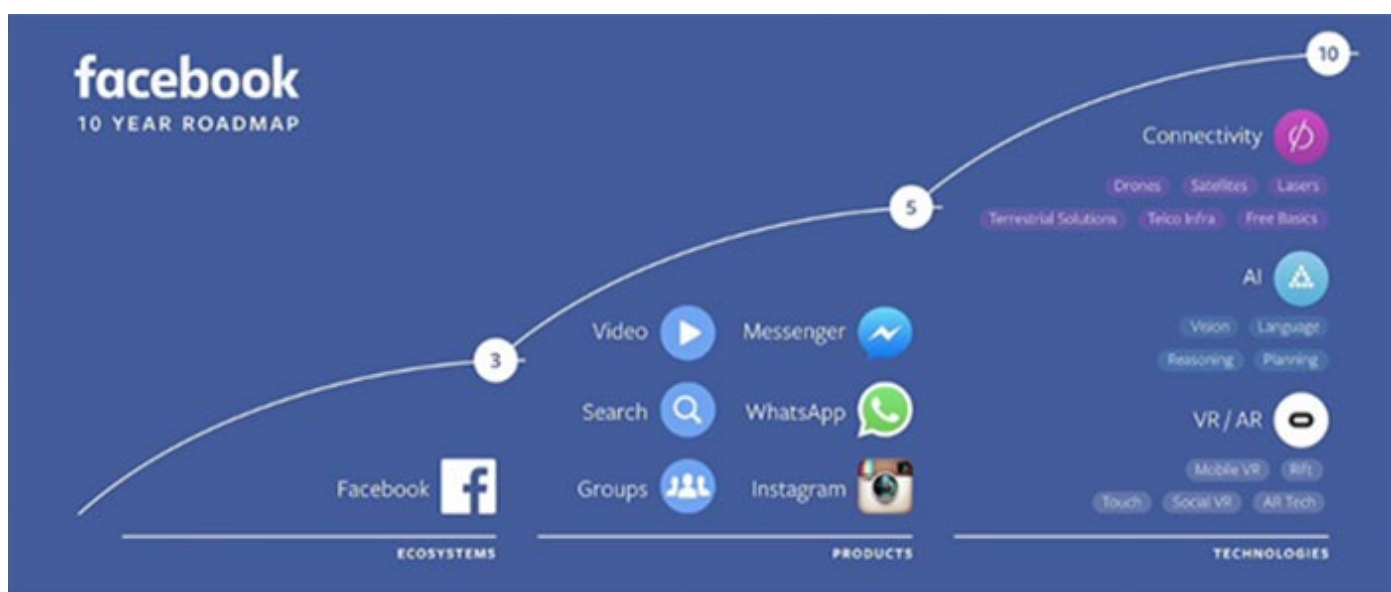 facebook
10 YEAR ROADMAP
3
5
10
Facebook
ECOSYSTEMS
Video
Messenger
Search
WhatsApp
Groups
Instagram
PRODUCTS
Connectivity
Drones Satellites Lasers
Terrestrial Solutions Telco Infra Free Basics
AI
Vision Language
Reasoning Planning
VR / AR
Mobile VR Rift
Touch Social VR AR Tech
TECHNOLOGIES